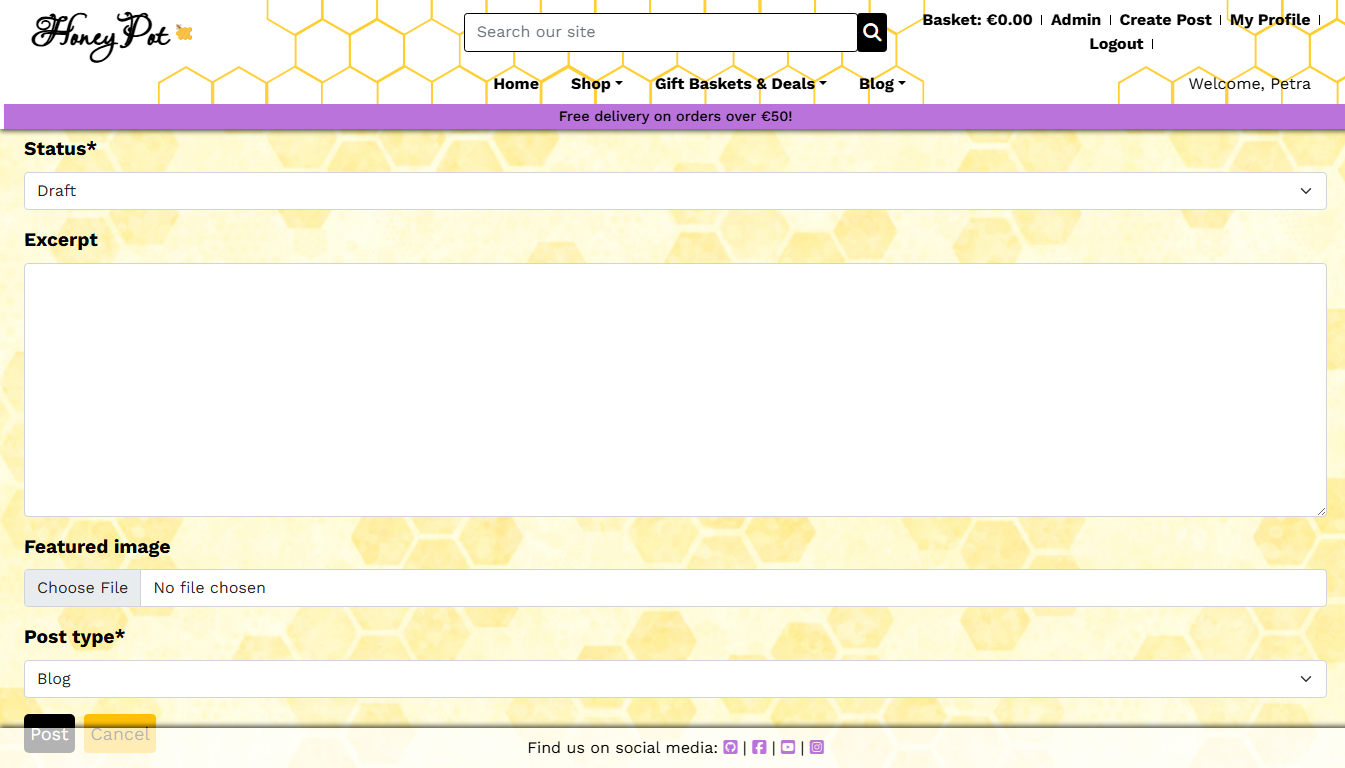 Honey Pot
Search our site
Basket: €0.00 Admin Create Post My Profile
Logout
Home Shop Gift Baskets & Deals Blog
Welcome, Petra
Free delivery on orders over €50!
Status*
Draft
Excerpt
Featured image
Choose File No file chosen
Post type*
Blog
Post Cancel
Find us on social media: | | |